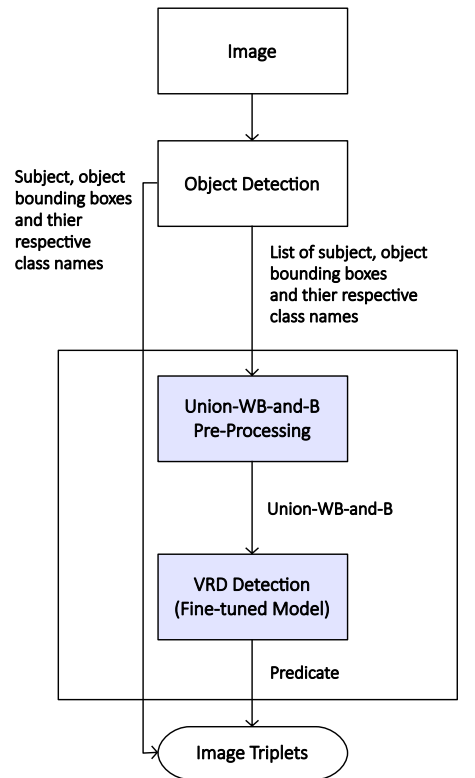 Image
Object Detection
Subject, object
bounding boxes
and thier
respective
class names
List of subject, object
bounding boxes
and thier respective
class names
Union-WB-and-B
Pre-Processing
Union-WB-and-B
VRD Detection
(Fine-tuned Model)
Predicate
Image Triplets